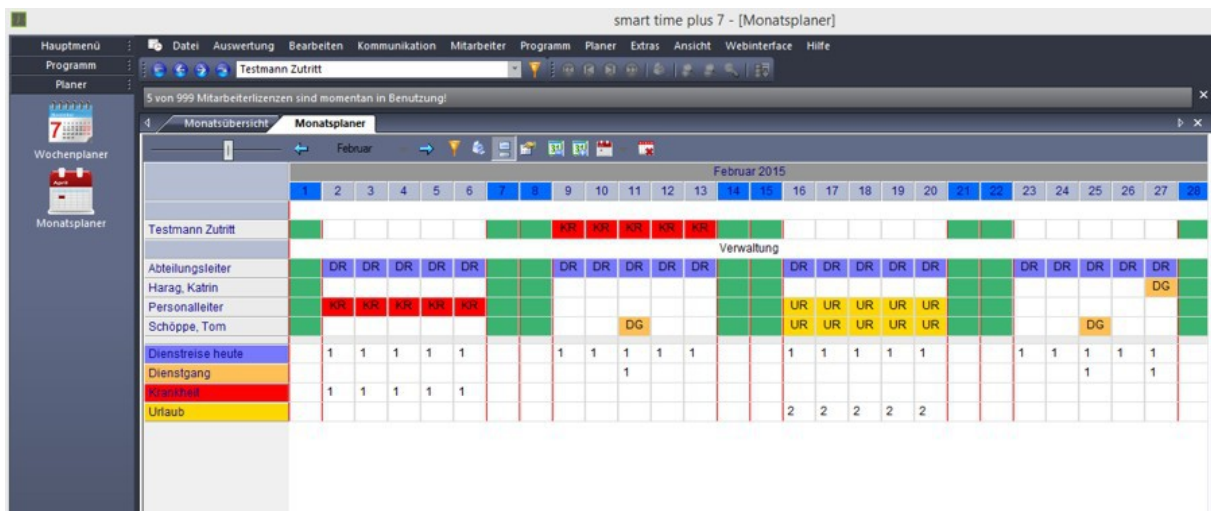 smart time plus 7 - [Monatsplaner]
Hauptmenü
Programm
Planer
Wochenplaner
Monatsplaner
Datei Auswertung Bearbeiten Kommunikation Mitarbeiter Programm Planer Extras Ansicht Webinterface Hilfe
Testmann Zutritt
5 von 999 Mitarbeiterlizenzen sind momentan in Benutzung!
Monatsübersicht Monatsplaner
Februar
Februar 2015
1 2 3 4 5 6 7 8 9 10 11 12 13 14 15 16 17 18 19 20 21 22 23 24 25 26 27 28
Testmann Zutritt KR KR KR KR KR
Verwaltung
Abteilungsleiter DR DR DR DR DR DR DR DR DR DR DR DR DR DR DR DR DR DR DR DR
Harag, Katrin DG
Personalleiter KR KR KR KR KR UR UR UR UR UR
Schöppe, Tom DG UR UR UR UR UR DG
Dienstreise heute 1 1 1 1 1 1 1 1 1 1 1 1 1 1 1 1 1 1 1 1
Dienstgang 1 1 1
Krankheit 1 1 1 1 1
Urlaub 2 2 2 2 2